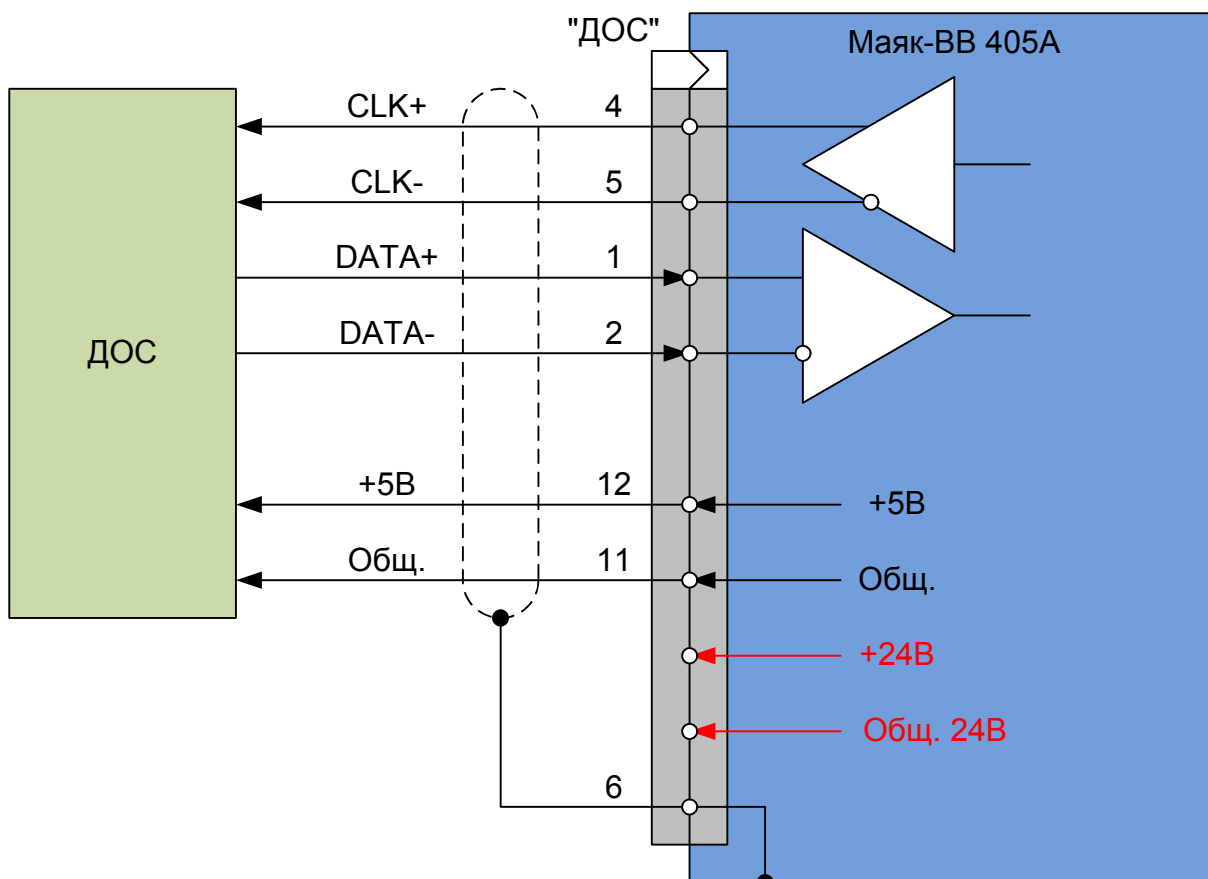 "ДОС"
Маяк-ВВ 405А
CLK+ 4
CLK- 5
DATA+ 1
DATA- 2
ДОС
+5В 12 +5В
Общ. 11 Общ.
+24В
Общ. 24В
6